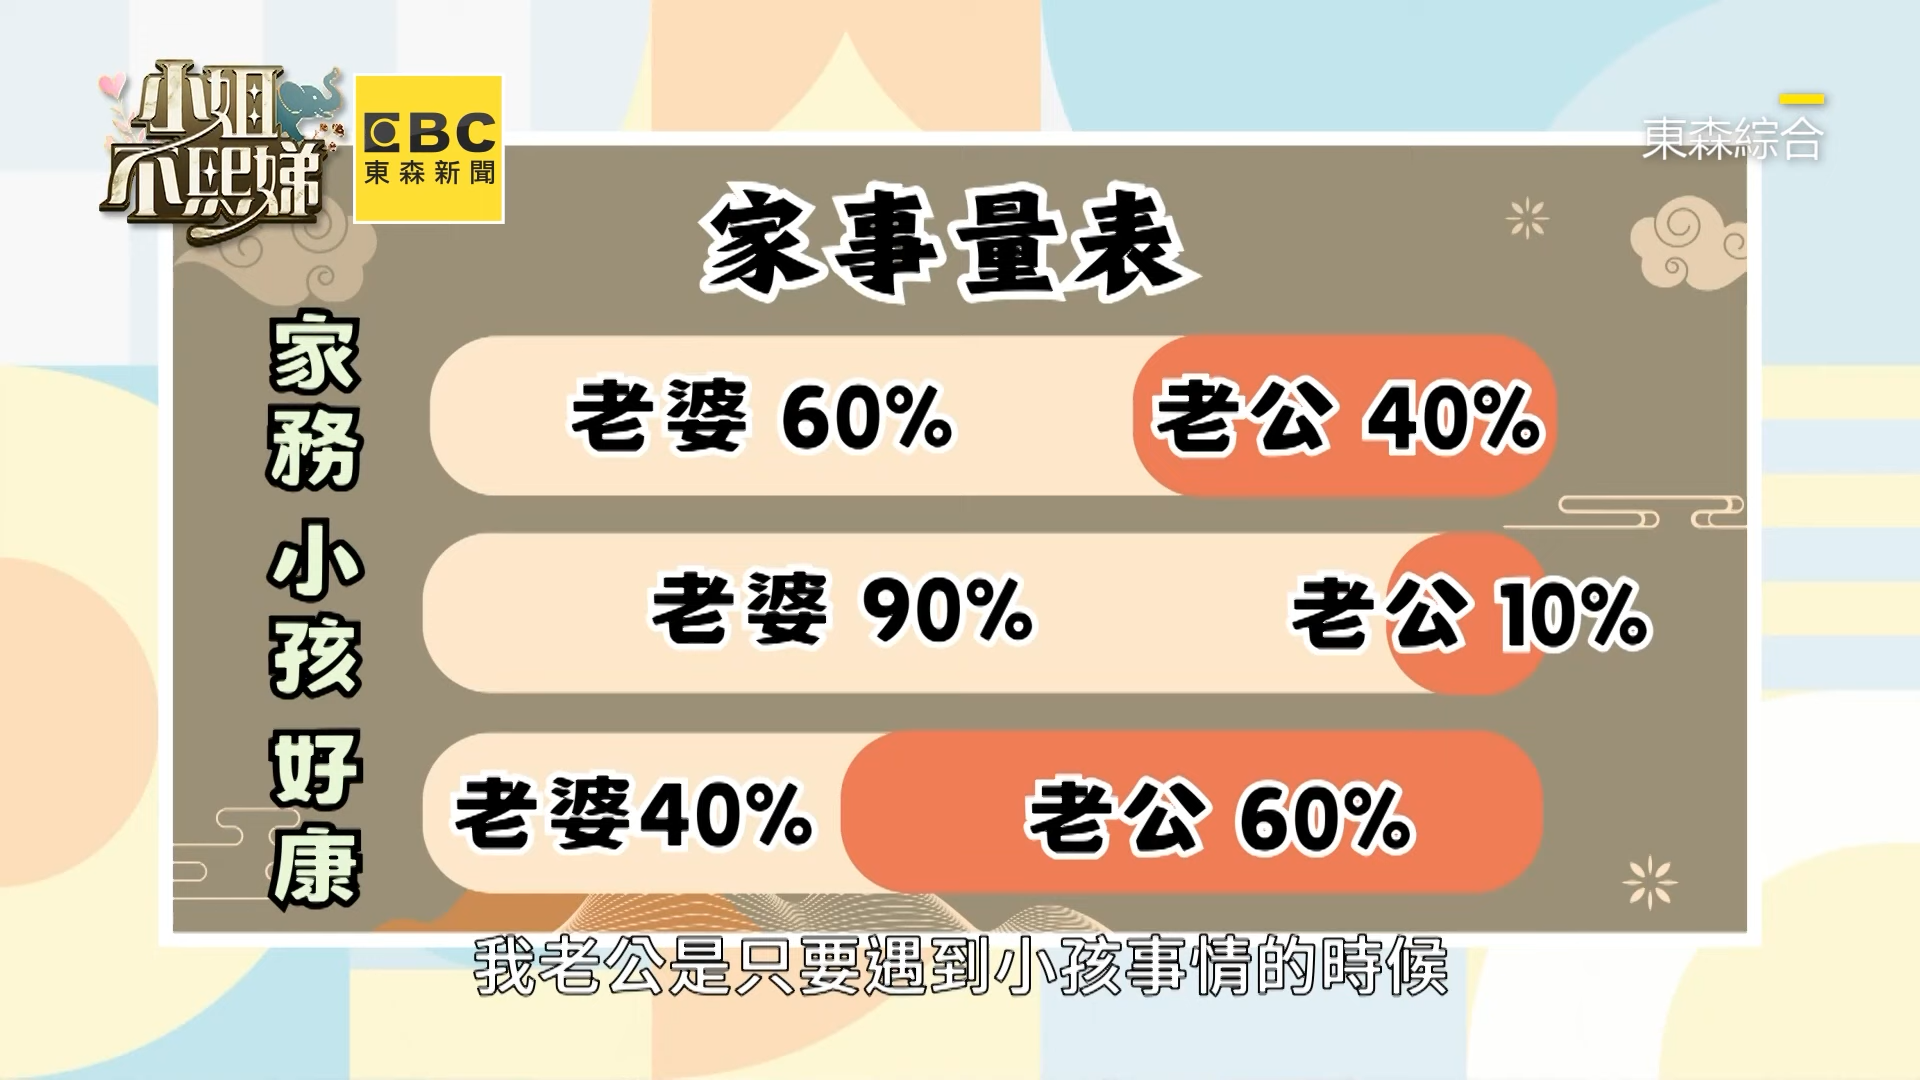 小姐
不熙娣
EBC
東森新聞
東森綜合
家事量表
家務
老婆 60%
老公 40%
小孩
老婆 90%
老公 10%
好康
老婆40%
老公 60%
我老公是只要遇到小孩事情的時候